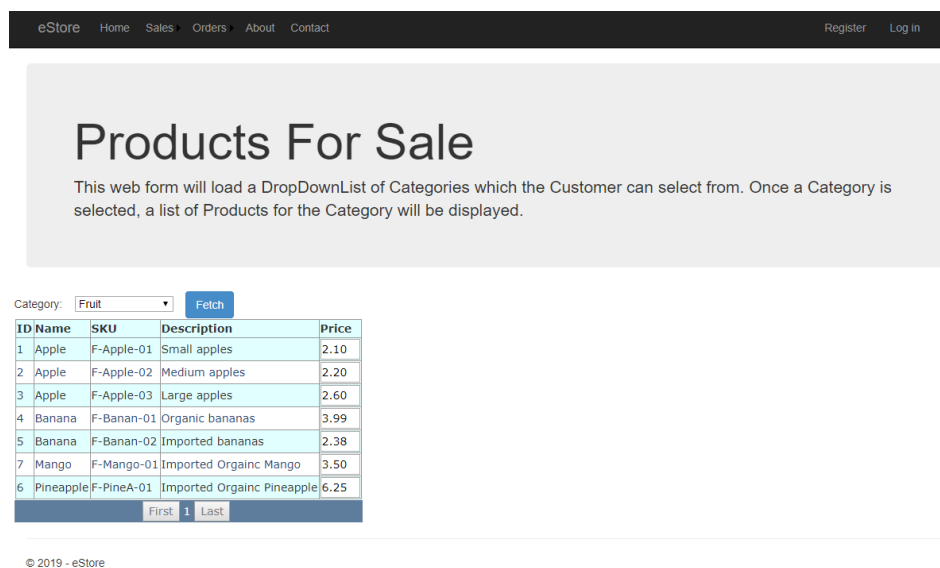 eStore Home Sales Orders About Contact Register Log in
Products For Sale
This web form will load a DropDownList of Categories which the Customer can select from. Once a Category is
selected, a list of Products for the Category will be displayed.
Category: Fruit Fetch
ID Name SKU Description Price
1 Apple F-Apple-01 Small apples 2.10
2 Apple F-Apple-02 Medium apples 2.20
3 Apple F-Apple-03 Large apples 2.60
4 Banana F-Banan-01 Organic bananas 3.99
5 Banana F-Banan-02 Imported bananas 2.38
7 Mango F-Mango-01 Imported Orgainc Mango 3.50
6 Pineapple F-PineA-01 Imported Orgainc Pineapple 6.25
First 1 Last
© 2019 - eStore